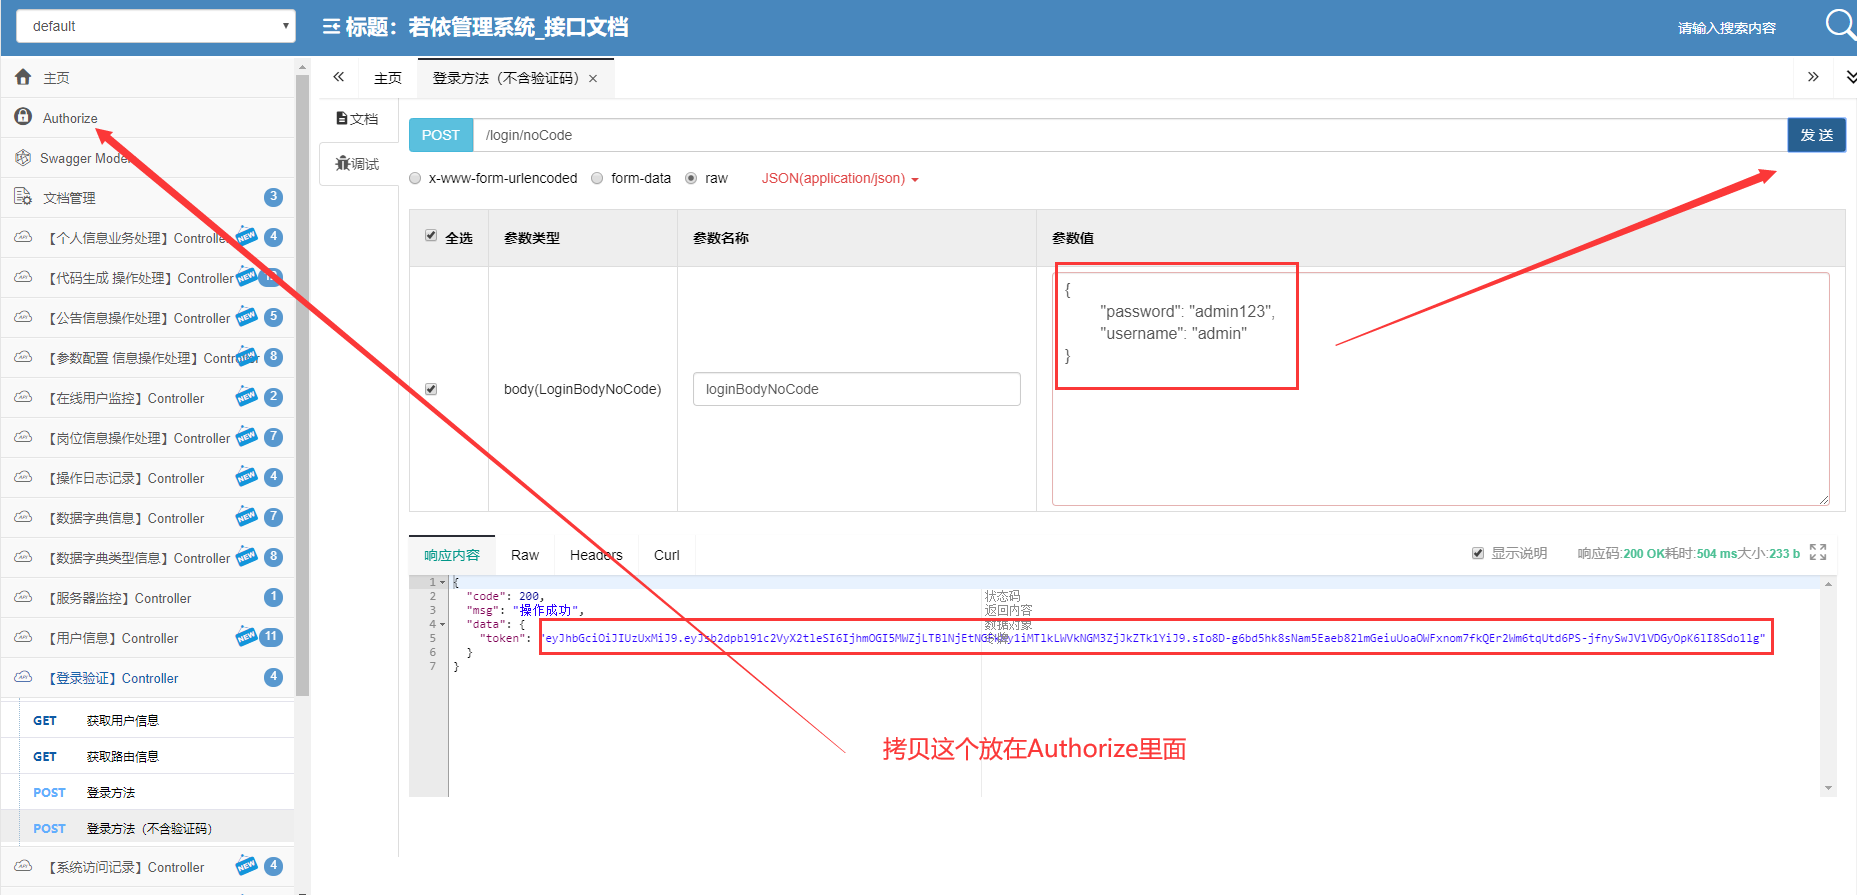 default
标题：若依管理系统_接口文档
请输入搜索内容
主页
Authorize
Swagger Model
文档管理 3
【个人信息业务处理】Controller NEW 4
【代码生成 操作处理】Controller NEW
【公告信息操作处理】Controller NEW 5
【参数配置 信息操作处理】Controller NEW 8
【在线用户监控】Controller NEW 2
【岗位信息操作处理】Controller NEW 7
【操作日志记录】Controller NEW 4
【数据字典信息】Controller NEW 7
【数据字典类型信息】Controller NEW 8
【服务器监控】Controller 1
【用户信息】Controller NEW 11
【登录验证】Controller 4
GET 获取用户信息
GET 获取路由信息
POST 登录方法
POST 登录方法（不含验证码）
【系统访问记录】Controller NEW 4
主页 登录方法（不含验证码） ×
文档
调试
POST /login/noCode 发 送
x-www-form-urlencoded form-data raw JSON(application/json)
全选 参数类型 参数名称 参数值
body(LoginBodyNoCode) loginBodyNoCode
{
"password": "admin123",
"username": "admin"
}
响应内容 Raw Headers Curl
显示说明 响应码:200 OK耗时:504 ms大小:233 b
1 {
2 "code": 200, 状态码
3 "msg": "操作成功", 返回内容
4 "data": { 数据对象
5 "token":
6 }
7 }
拷贝这个放在Authorize里面